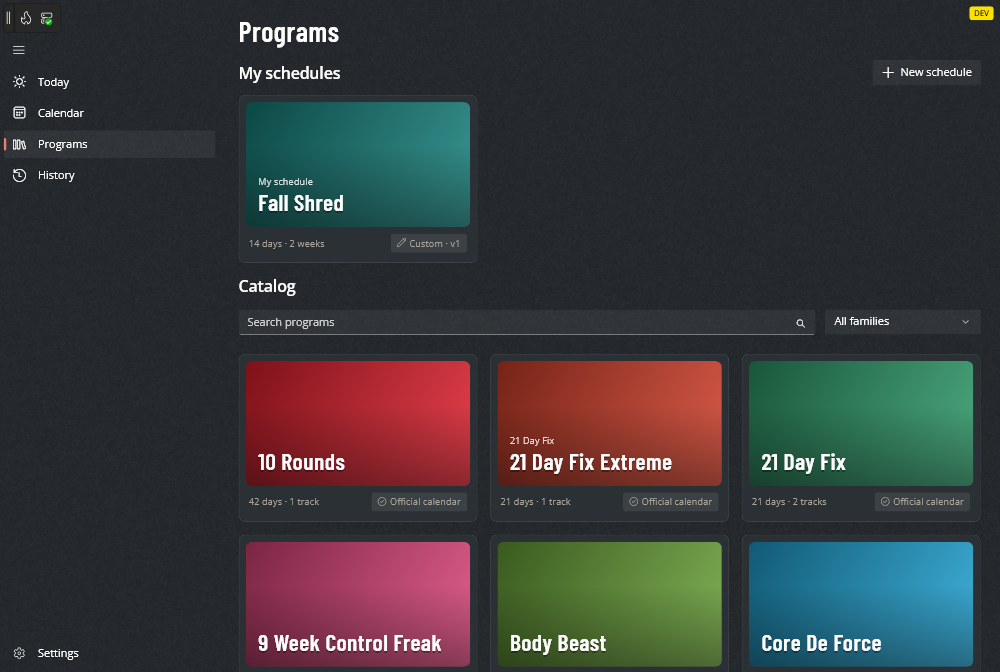 DEV
Programs
My schedules
New schedule
Today
Calendar
Programs
History
My schedule
Fall Shred
14 days · 2 weeks
Custom · v1
Catalog
Search programs
All families
10 Rounds
42 days · 1 track
Official calendar
21 Day Fix
21 Day Fix Extreme
21 days · 1 track
Official calendar
21 Day Fix
21 days · 2 tracks
Official calendar
9 Week Control Freak
Body Beast
Core De Force
Settings